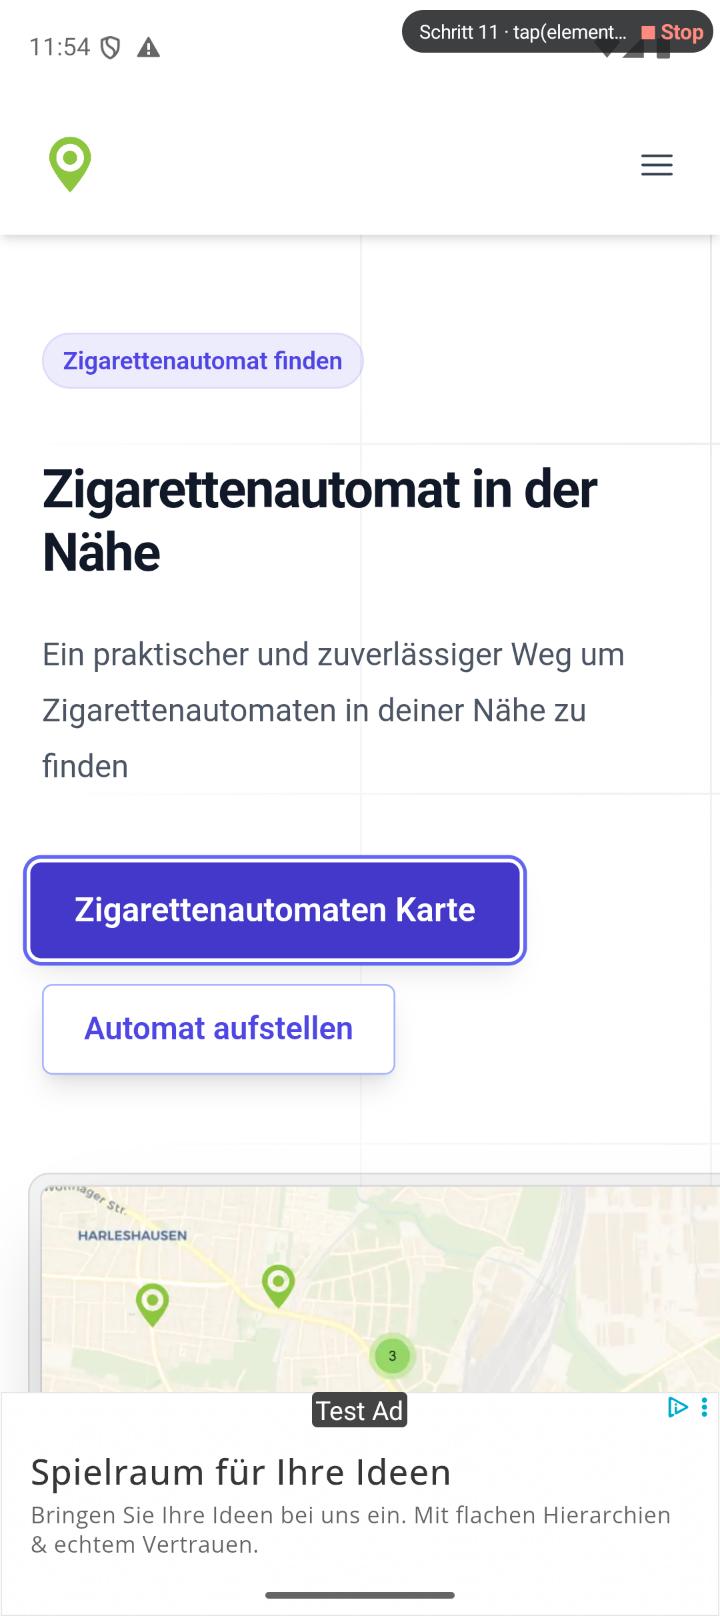 11:54
Schritt 11 · tap(element... Stop
Zigarettenautomat finden
Zigarettenautomat in der
Nähe
Ein praktischer und zuverlässiger Weg um
Zigarettenautomaten in deiner Nähe zu
finden
Zigarettenautomaten Karte
Automat aufstellen
HARLESHAUSEN
3
Test Ad
Spielraum für Ihre Ideen
Bringen Sie Ihre Ideen bei uns ein. Mit flachen Hierarchien
& echtem Vertrauen.